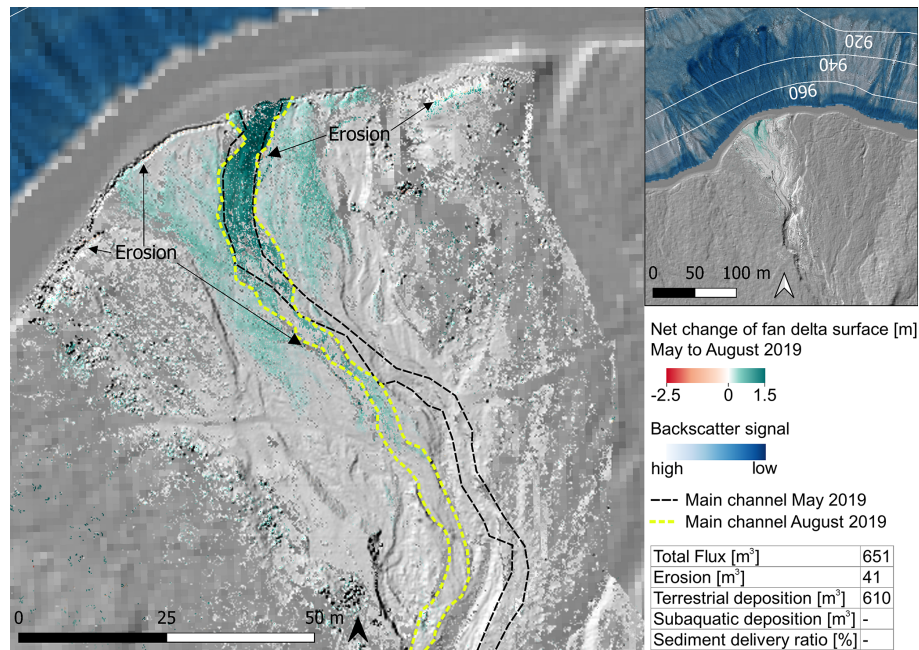 Erosion
Erosion
0 25 50 m
920
940
960
0 50 100 m
Net change of fan delta surface [m]
May to August 2019
-2.5 0 1.5
Backscatter signal
high low
Main channel May 2019
Main channel August 2019
Total Flux [m³] 651
Erosion [m³] 41
Terrestrial deposition [m³] 610
Subaquatic deposition [m³] -
Sediment delivery ratio [%] -